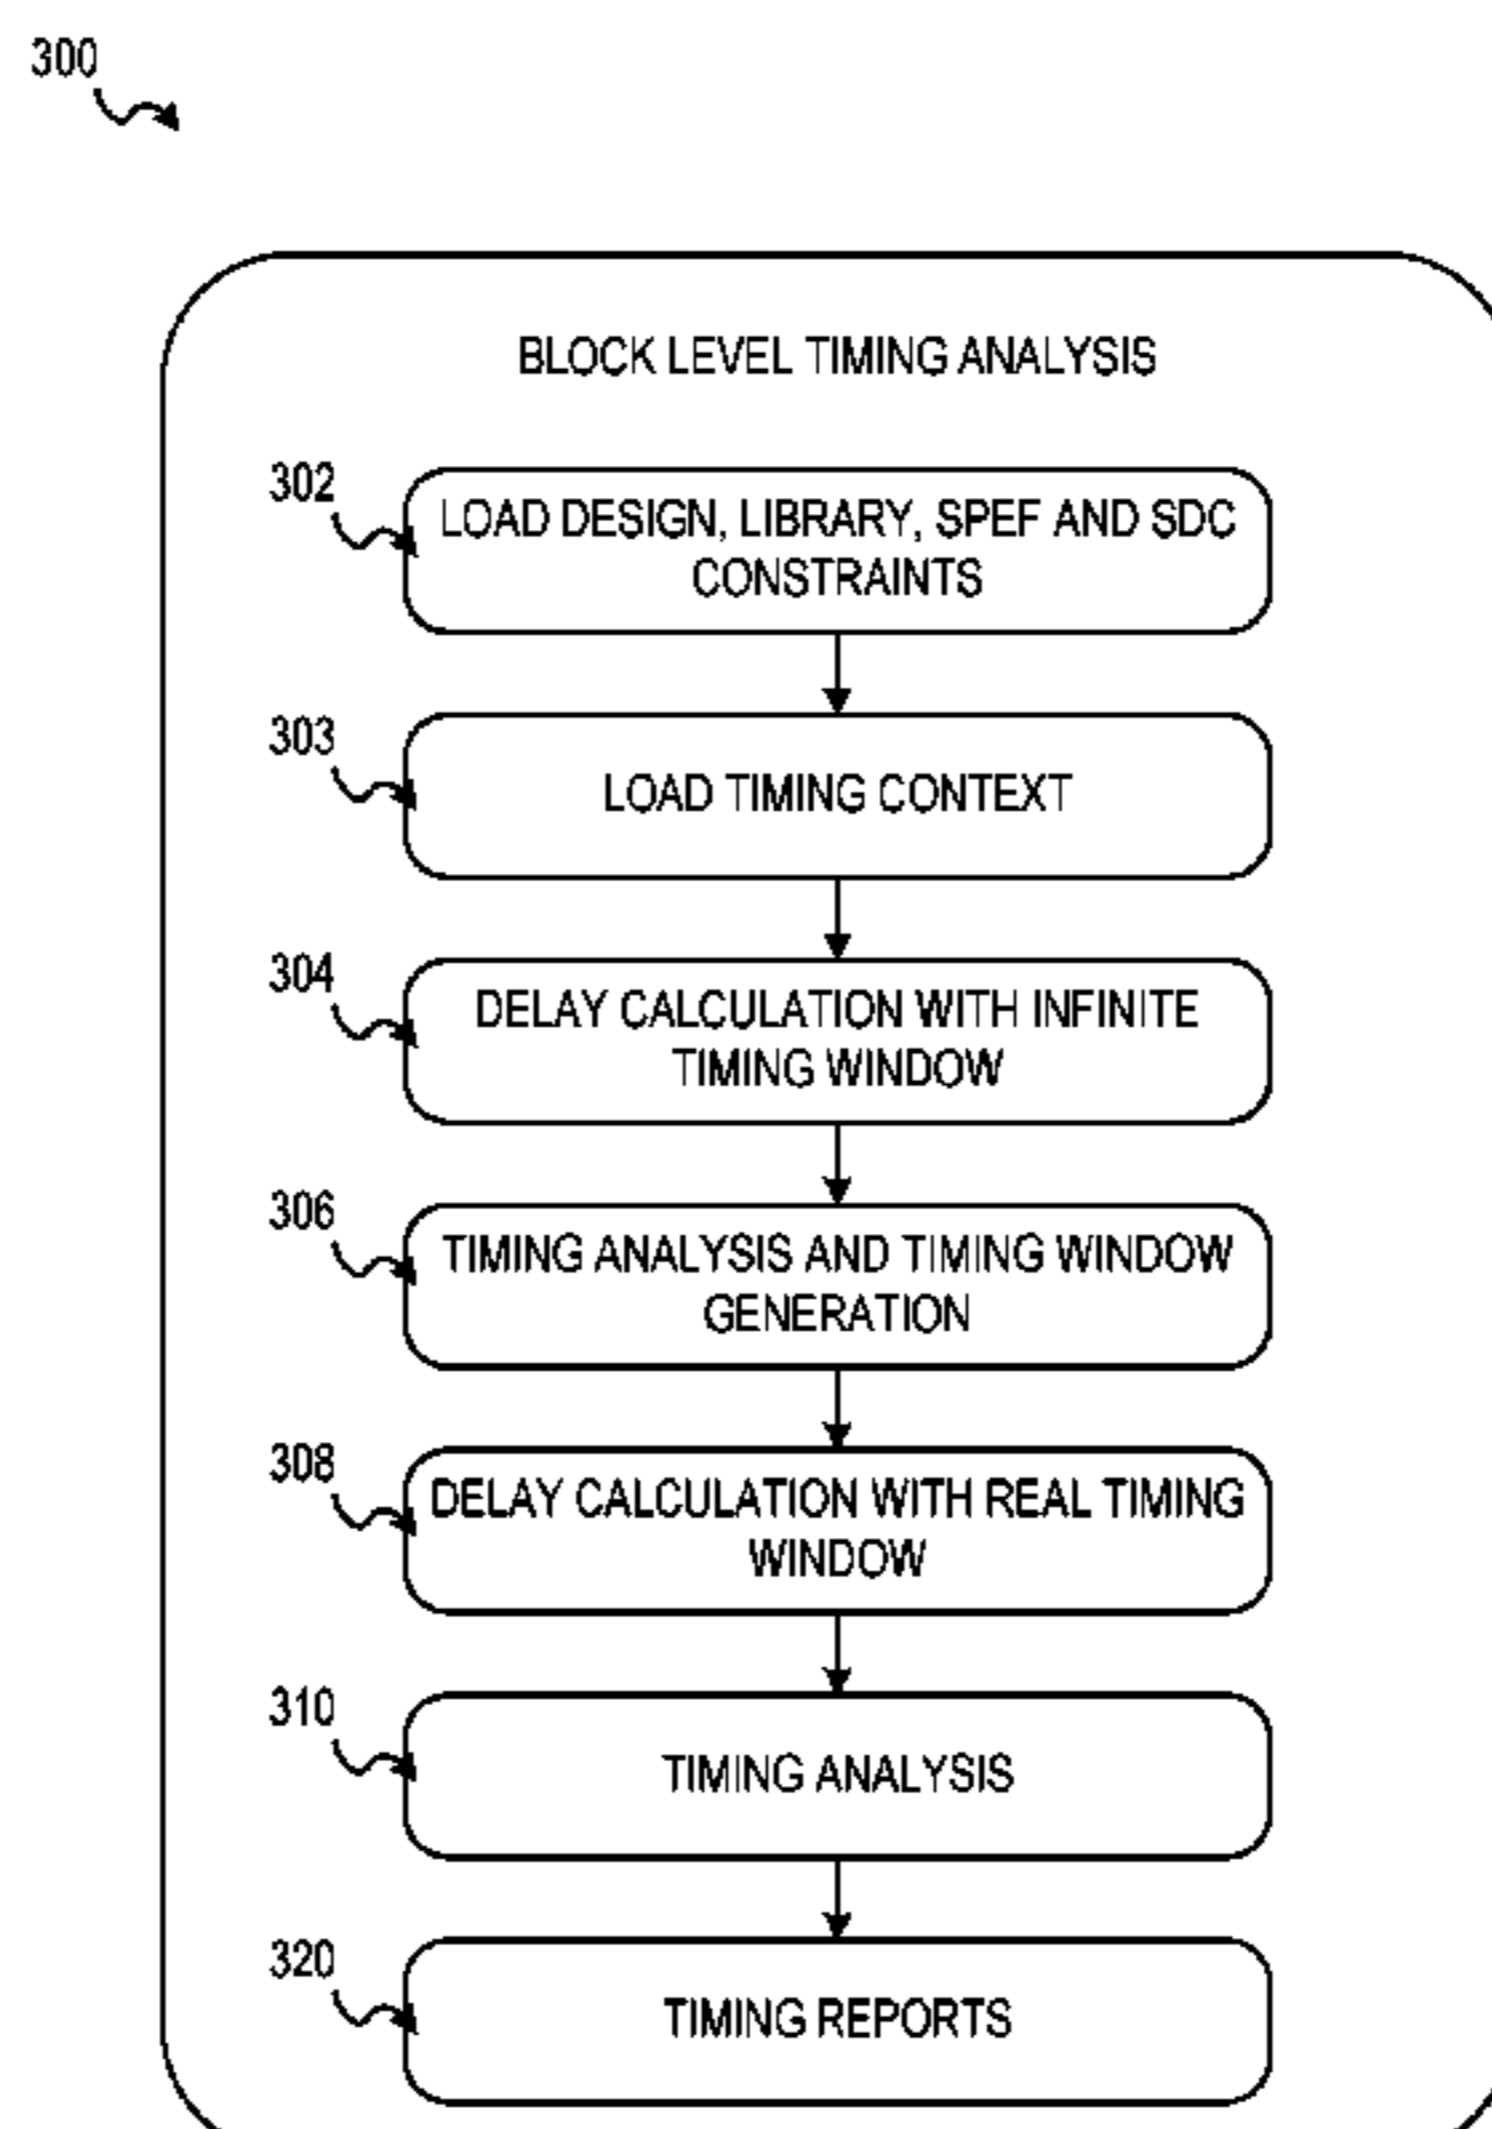 300
BLOCK LEVEL TIMING ANALYSIS
302
LOAD DESIGN, LIBRARY, SPEF AND SDC
CONSTRAINTS
303
LOAD TIMING CONTEXT
304
DELAY CALCULATION WITH INFINITE
TIMING WINDOW
306
TIMING ANALYSIS AND TIMING WINDOW
GENERATION
308
DELAY CALCULATION WITH REAL TIMING
WINDOW
310
TIMING ANALYSIS
320
TIMING REPORTS